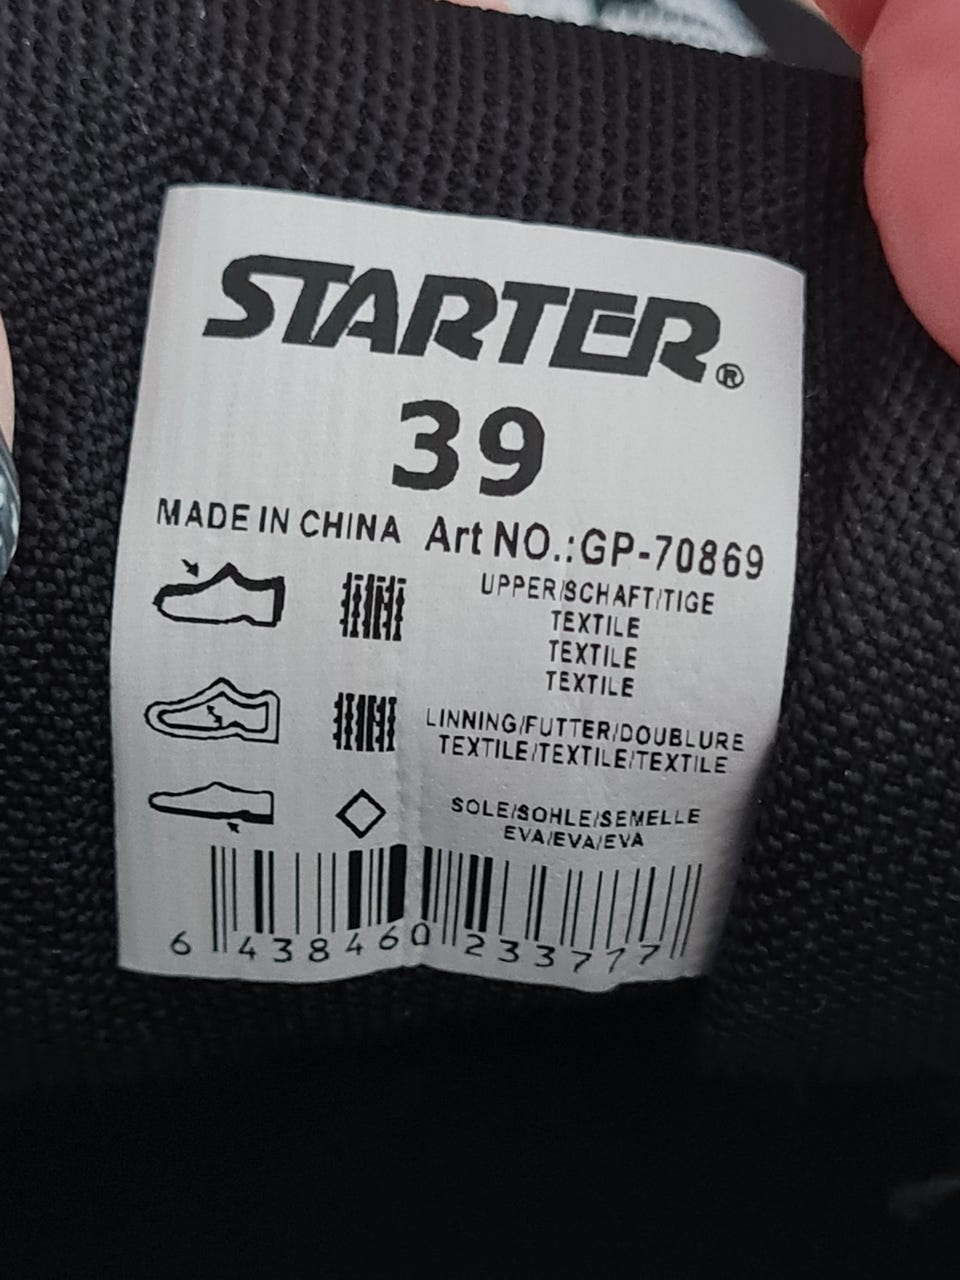 STARTER®
39
MADE IN CHINA Art NO.:GP-70869
UPPER/SCHAFT/TIGE
TEXTILE
TEXTILE
TEXTILE
LINNING/FUTTER/DOUBLURE
TEXTILE/TEXTILE/TEXTILE
SOLE/SOHLE/SEMELLE
EVA/EVA/EVA
6 438460 233777